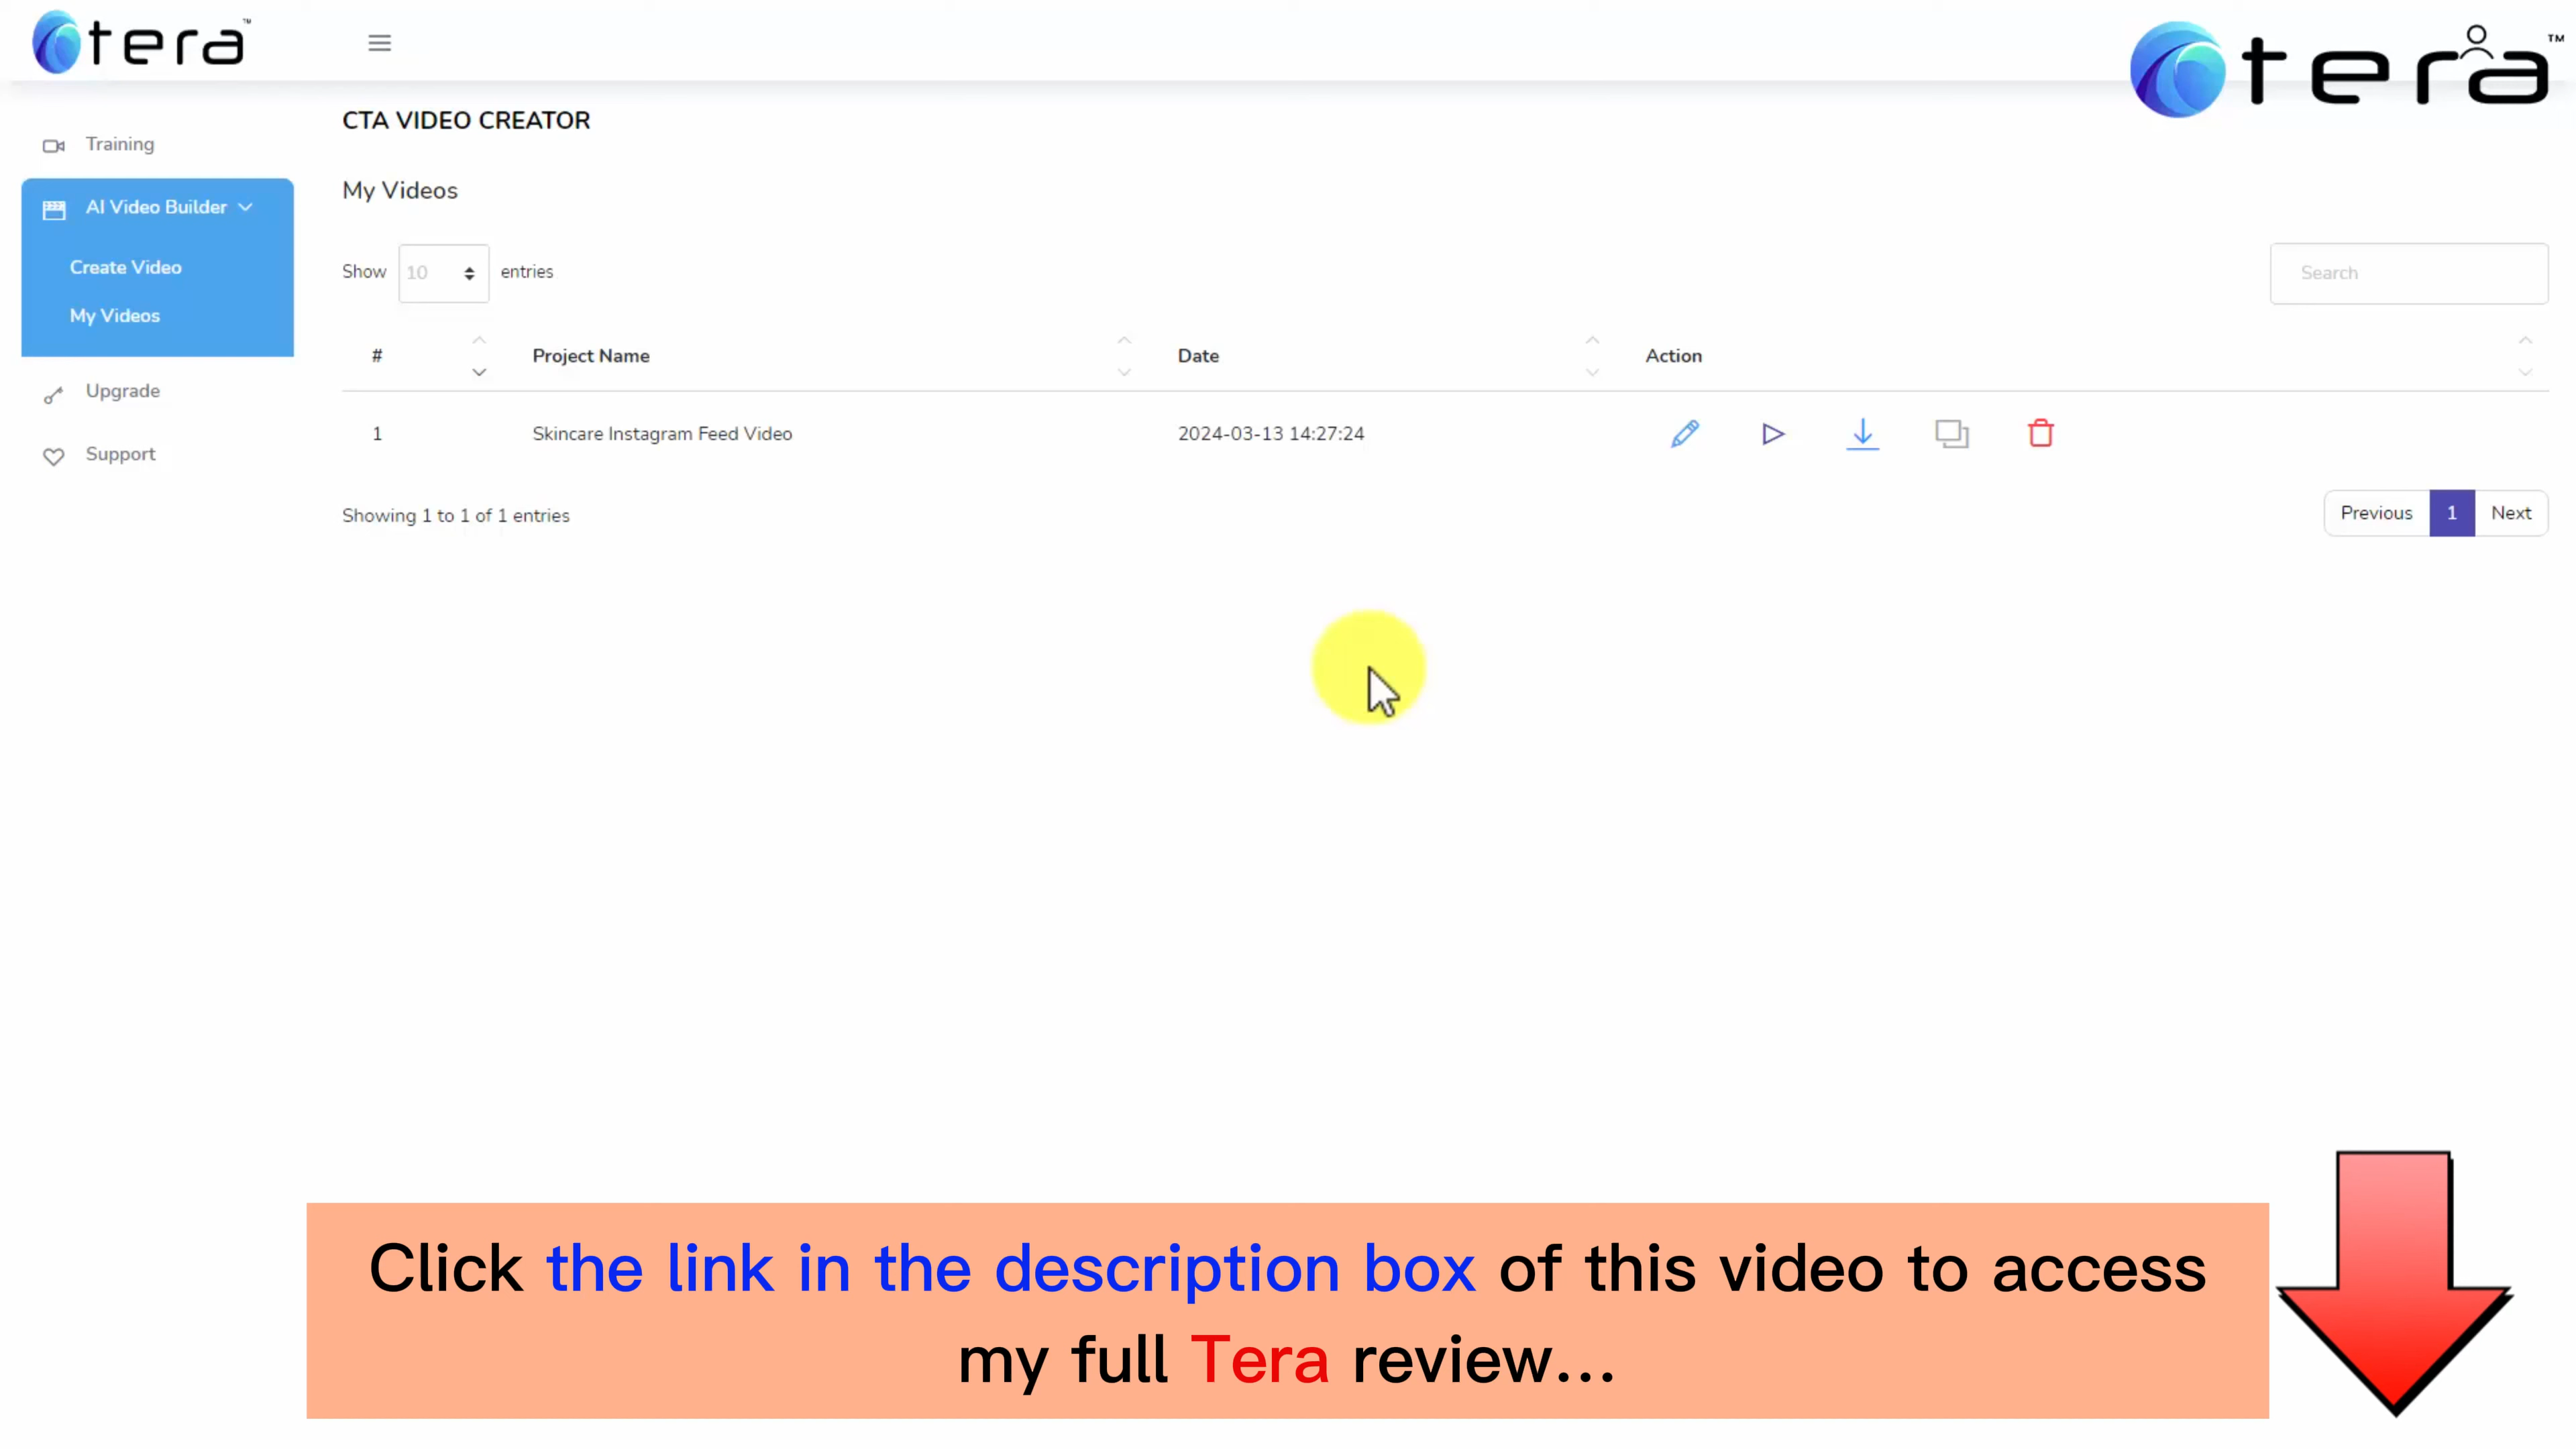 tera™
tera™
CTA VIDEO CREATOR
Training
My Videos
AI Video Builder
Create Video
My Videos
Upgrade
Support
Show 10 entries
Search
# Project Name Date Action
1 Skincare Instagram Feed Video 2024-03-13 14:27:24
Showing 1 to 1 of 1 entries
Previous 1 Next
Click the link in the description box of this video to access
my full Tera review...